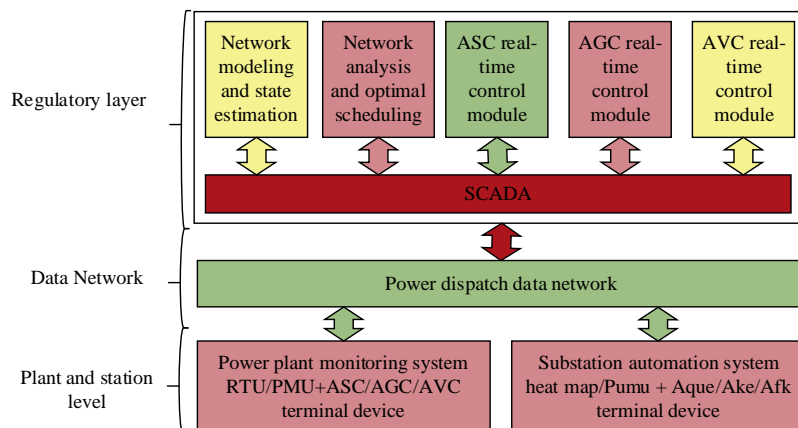 Regulatory layer
Network
modeling
and state
estimation
Network
analysis
and optimal
scheduling
ASC real-
time
control
module
AGC real-
time
control
module
AVC real-
time
control
module
SCADA
Data Network
Power dispatch data network
Plant and station
level
Power plant monitoring system
RTU/PMU+ASC/AGC/AVC
terminal device
Substation automation system
heat map/Pumu + Aque/Ake/Afk
terminal device